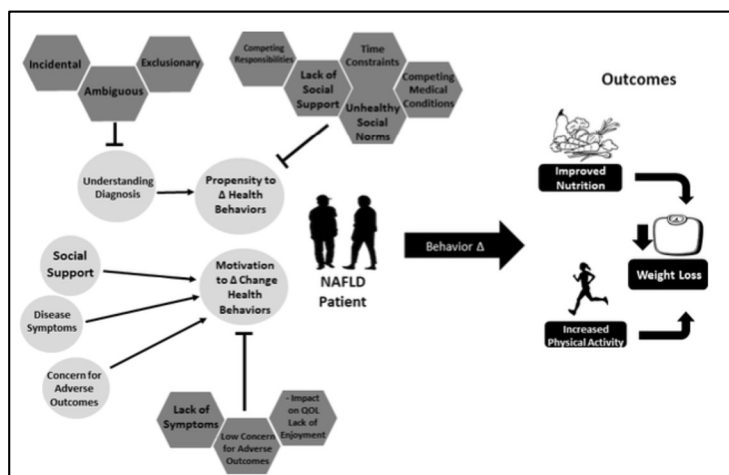 Incidental
Ambiguous
Exclusionary
Competing
Responsibilities
Lack of
Social
Support
Time
Constraints
Unhealthy
Social
Norms
Competing
Medical
Conditions
Understanding
Diagnosis
Propensity to
Δ Health
Behaviors
Social
Support
Disease
Symptoms
Concern for
Adverse
Outcomes
Motivation
to Δ Change
Health
Behaviors
Lack of
Symptoms
Low Concern
for Adverse
Outcomes
- Impact
on QOL
Lack of
Enjoyment
NAFLD
Patient
Behavior Δ
Outcomes
Improved
Nutrition
Weight Loss
Increased
Physical Activity